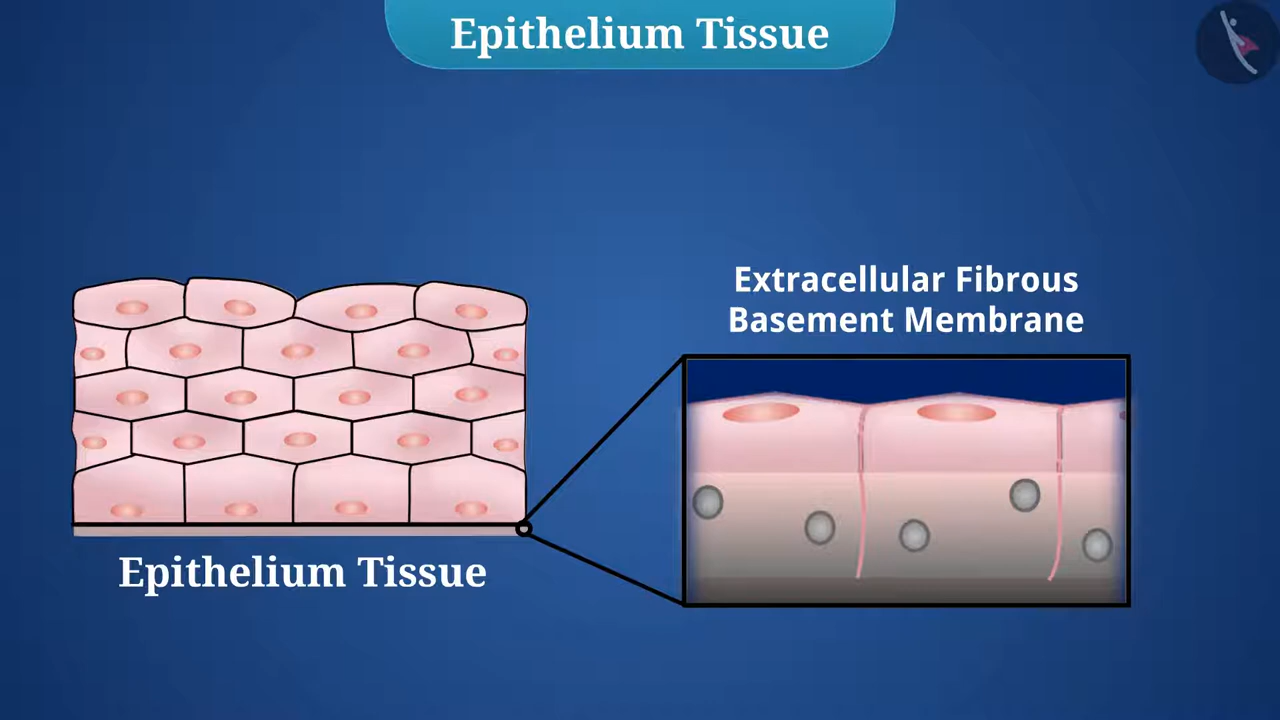 Epithelium Tissue
Extracellular Fibrous
Basement Membrane
Epithelium Tissue